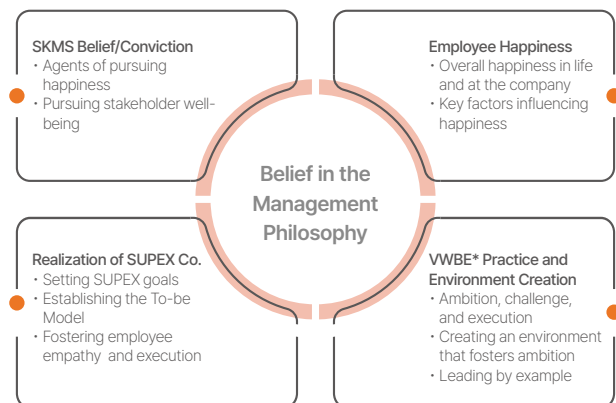 SKMS Belief/Conviction
· Agents of pursuing
happiness
· Pursuing stakeholder well-
being
Employee Happiness
· Overall happiness in life
and at the company
· Key factors influencing
happiness
Belief in the
Management
Philosophy
Realization of SUPEX Co.
· Setting SUPEX goals
· Establishing the To-be
Model
· Fostering employee
empathy and execution
VWBE* Practice and
Environment Creation
· Ambition, challenge,
and execution
· Creating an environment
that fosters ambition
· Leading by example